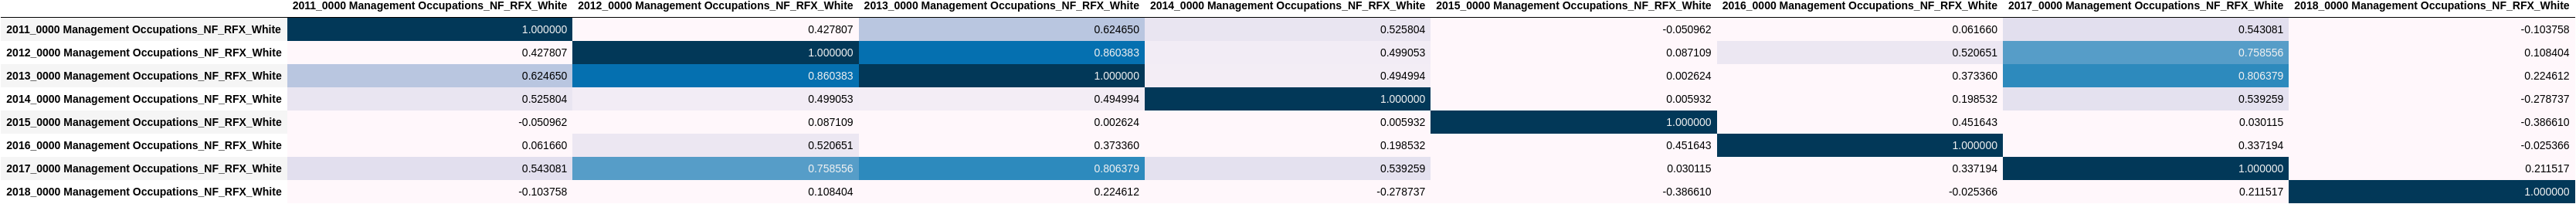 2011_0000 Management Occupations_NF_RFX_White 2012_0000 Management Occupations_NF_RFX_White 2013_0000 Management Occupations_NF_RFX_White 2014_0000 Management Occupations_NF_RFX_White 2015_0000 Management Occupations_NF_RFX_White 2016_0000 Management Occupations_NF_RFX_White 2017_0000 Management Occupations_NF_RFX_White 2018_0000 Management Occupations_NF_RFX_White
2011_0000 Management Occupations_NF_RFX_White 1.000000 0.427807 0.624650 0.525804 -0.050962 0.061660 0.543081 -0.103758
2012_0000 Management Occupations_NF_RFX_White 0.427807 1.000000 0.860383 0.499053 0.087109 0.520651 0.758556 0.108404
2013_0000 Management Occupations_NF_RFX_White 0.624650 0.860383 1.000000 0.494994 0.002624 0.373360 0.806379 0.224612
2014_0000 Management Occupations_NF_RFX_White 0.525804 0.499053 0.494994 1.000000 0.005932 0.198532 0.539259 -0.278737
2015_0000 Management Occupations_NF_RFX_White -0.050962 0.087109 0.002624 0.005932 1.000000 0.451643 0.030115 -0.386610
2016_0000 Management Occupations_NF_RFX_White 0.061660 0.520651 0.373360 0.198532 0.451643 1.000000 0.337194 -0.025366
2017_0000 Management Occupations_NF_RFX_White 0.543081 0.758556 0.806379 0.539259 0.030115 0.337194 1.000000 0.211517
2018_0000 Management Occupations_NF_RFX_White -0.103758 0.108404 0.224612 -0.278737 -0.386610 -0.025366 0.211517 1.000000